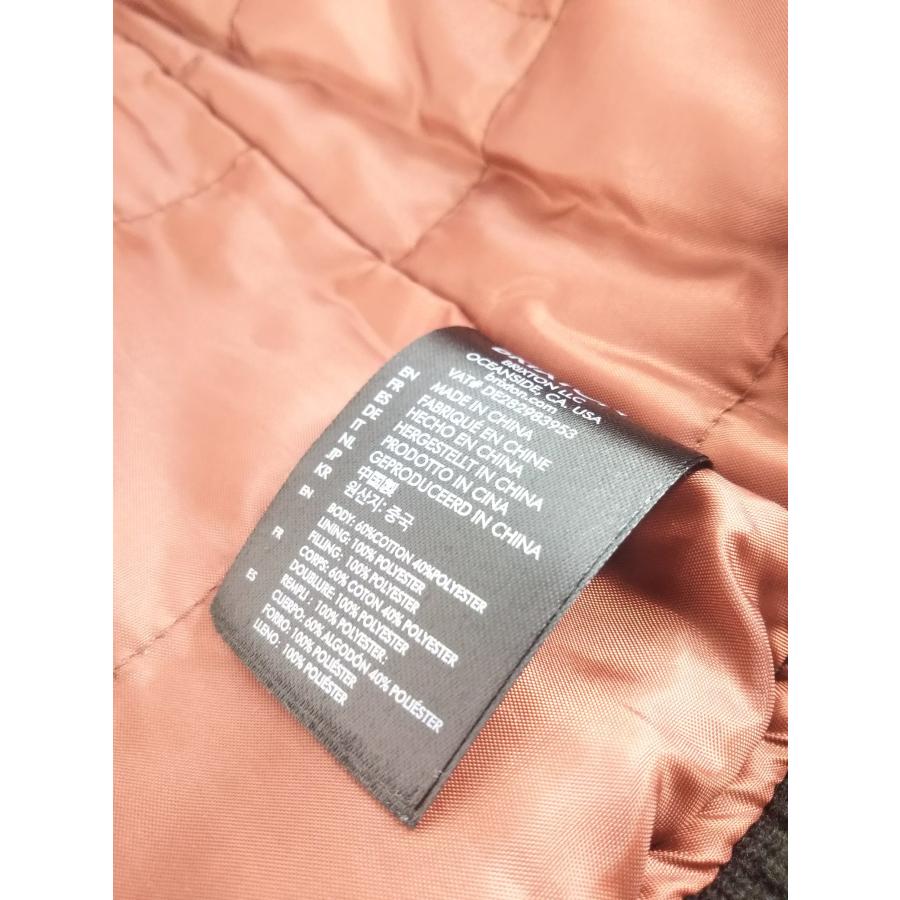 BRIXTON LLC
OCEANSIDE, CA. USA
brixton.com
VAT# DE282983953
EN MADE IN CHINA
FR FABRIQUÉ EN CHINE
ES HECHO EN CHINA
DE HERGESTELLT IN CHINA
IT PRODOTTO IN CINA
NL GEPRODUCEERD IN CHINA
JP 中国製
KR 원산지: 중국
EN BODY: 60%COTTON 40%POLYESTER
LINING: 100% POLYESTER
FILLING: 100% POLYESTER
FR CORPS: 60% COTON 40% POLYESTER
DOUBLURE: 100% POLYESTER
REMPLI : 100% POLYESTER
ES CUERPO: 60% ALGODÓN 40% POLIÉSTER
FORRO: 100% POLIÉSTER
LLENO : 100% POLIÉSTER